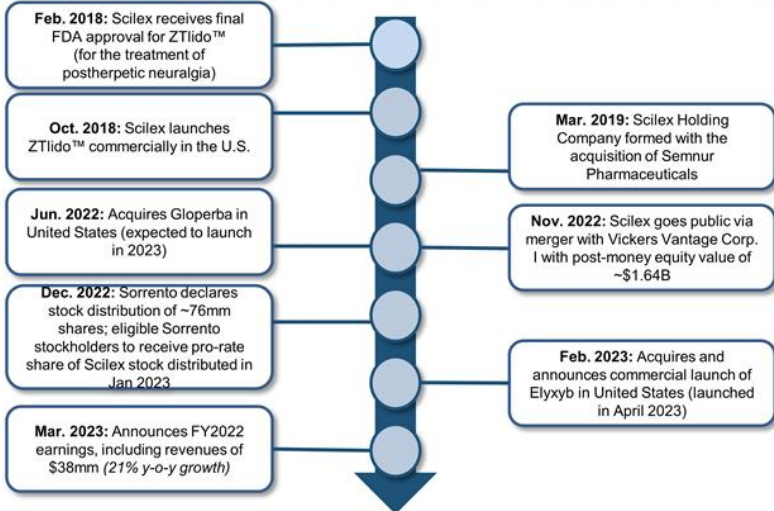 Feb. 2018: Scilex receives final
FDA approval for ZTlido™
(for the treatment of
postherpetic neuralgia)
Oct. 2018: Scilex launches
ZTlido™ commercially in the U.S.
Mar. 2019: Scilex Holding
Company formed with the
acquisition of Semnur
Pharmaceuticals
Jun. 2022: Acquires Gloperba in
United States (expected to launch
in 2023)
Nov. 2022: Scilex goes public via
merger with Vickers Vantage Corp.
I with post-money equity value of
~$1.64B
Dec. 2022: Sorrento declares
stock distribution of ~76mm
shares; eligible Sorrento
stockholders to receive pro-rate
share of Scilex stock distributed in
Jan 2023
Feb. 2023: Acquires and
announces commercial launch of
Elyxyb in United States (launched
in April 2023)
Mar. 2023: Announces FY2022
earnings, including revenues of
$38mm (21% y-o-y growth)